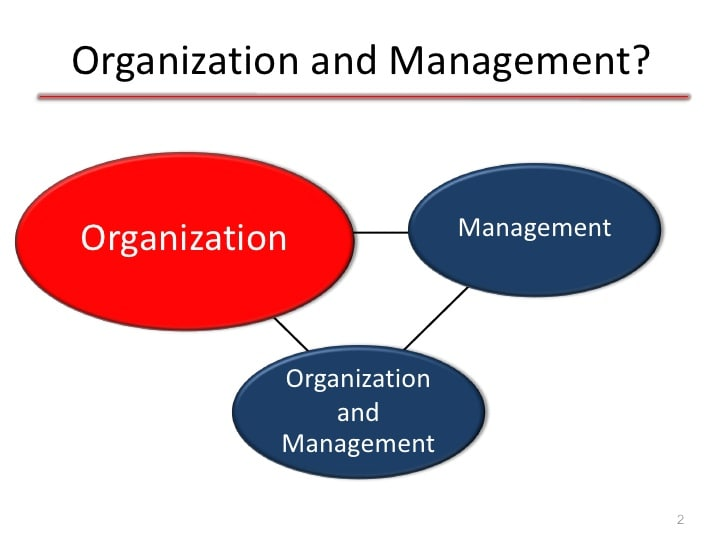 Organization and Management?
Organization
Management
Organization
and
Management
2